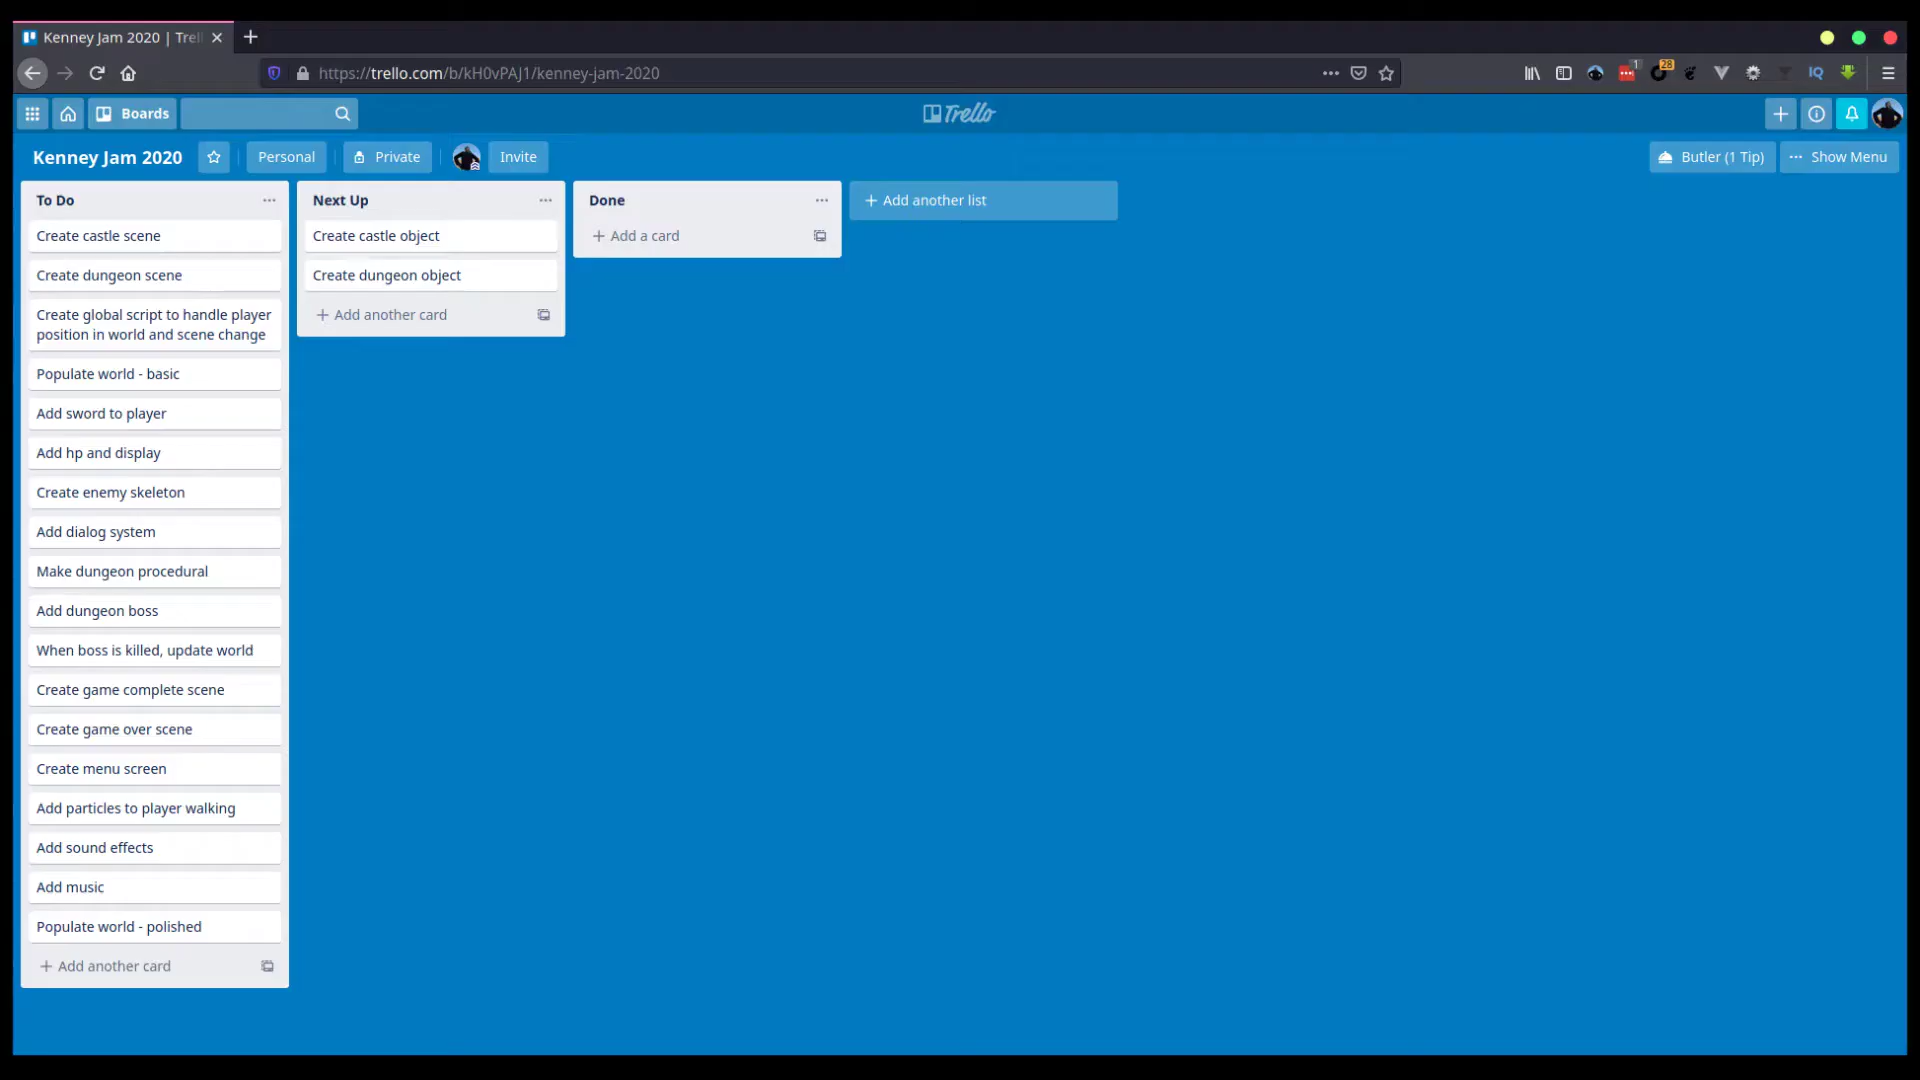 Kenney Jam 2020 | Trel
https://trello.com/b/kH0vPAJ1/kenney-jam-2020
1
28
IQ
Boards
Trello
Kenney Jam 2020
Personal
Private
Invite
Butler (1 Tip)
Show Menu
To Do
Create castle scene
Create dungeon scene
Create global script to handle player
position in world and scene change
Populate world - basic
Add sword to player
Add hp and display
Create enemy skeleton
Add dialog system
Make dungeon procedural
Add dungeon boss
When boss is killed, update world
Create game complete scene
Create game over scene
Create menu screen
Add particles to player walking
Add sound effects
Add music
Populate world - polished
+ Add another card
Next Up
Create castle object
Create dungeon object
+ Add another card
Done
+ Add a card
+ Add another list